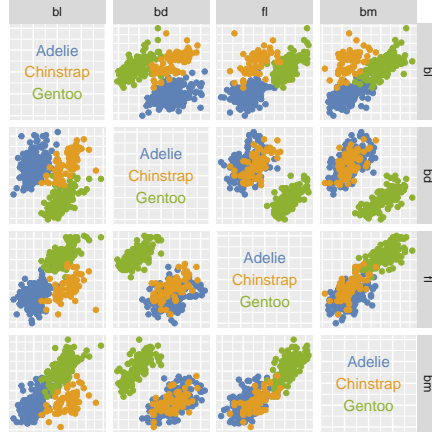 bl bd fl bm
Adelie
Chinstrap
Gentoo
bl
Adelie
Chinstrap
Gentoo
bd
Adelie
Chinstrap
Gentoo
fl
Adelie
Chinstrap
Gentoo
bm